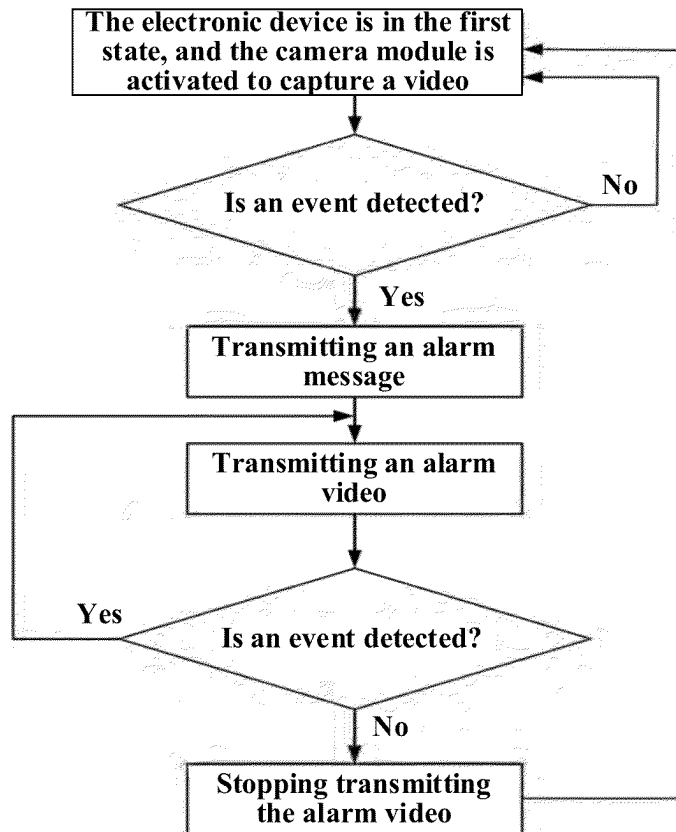 The electronic device is in the first
state, and the camera module is
activated to capture a video
Is an event detected?
No
Yes
Transmitting an alarm
message
Transmitting an alarm
video
Yes
Is an event detected?
No
Stopping transmitting
the alarm video